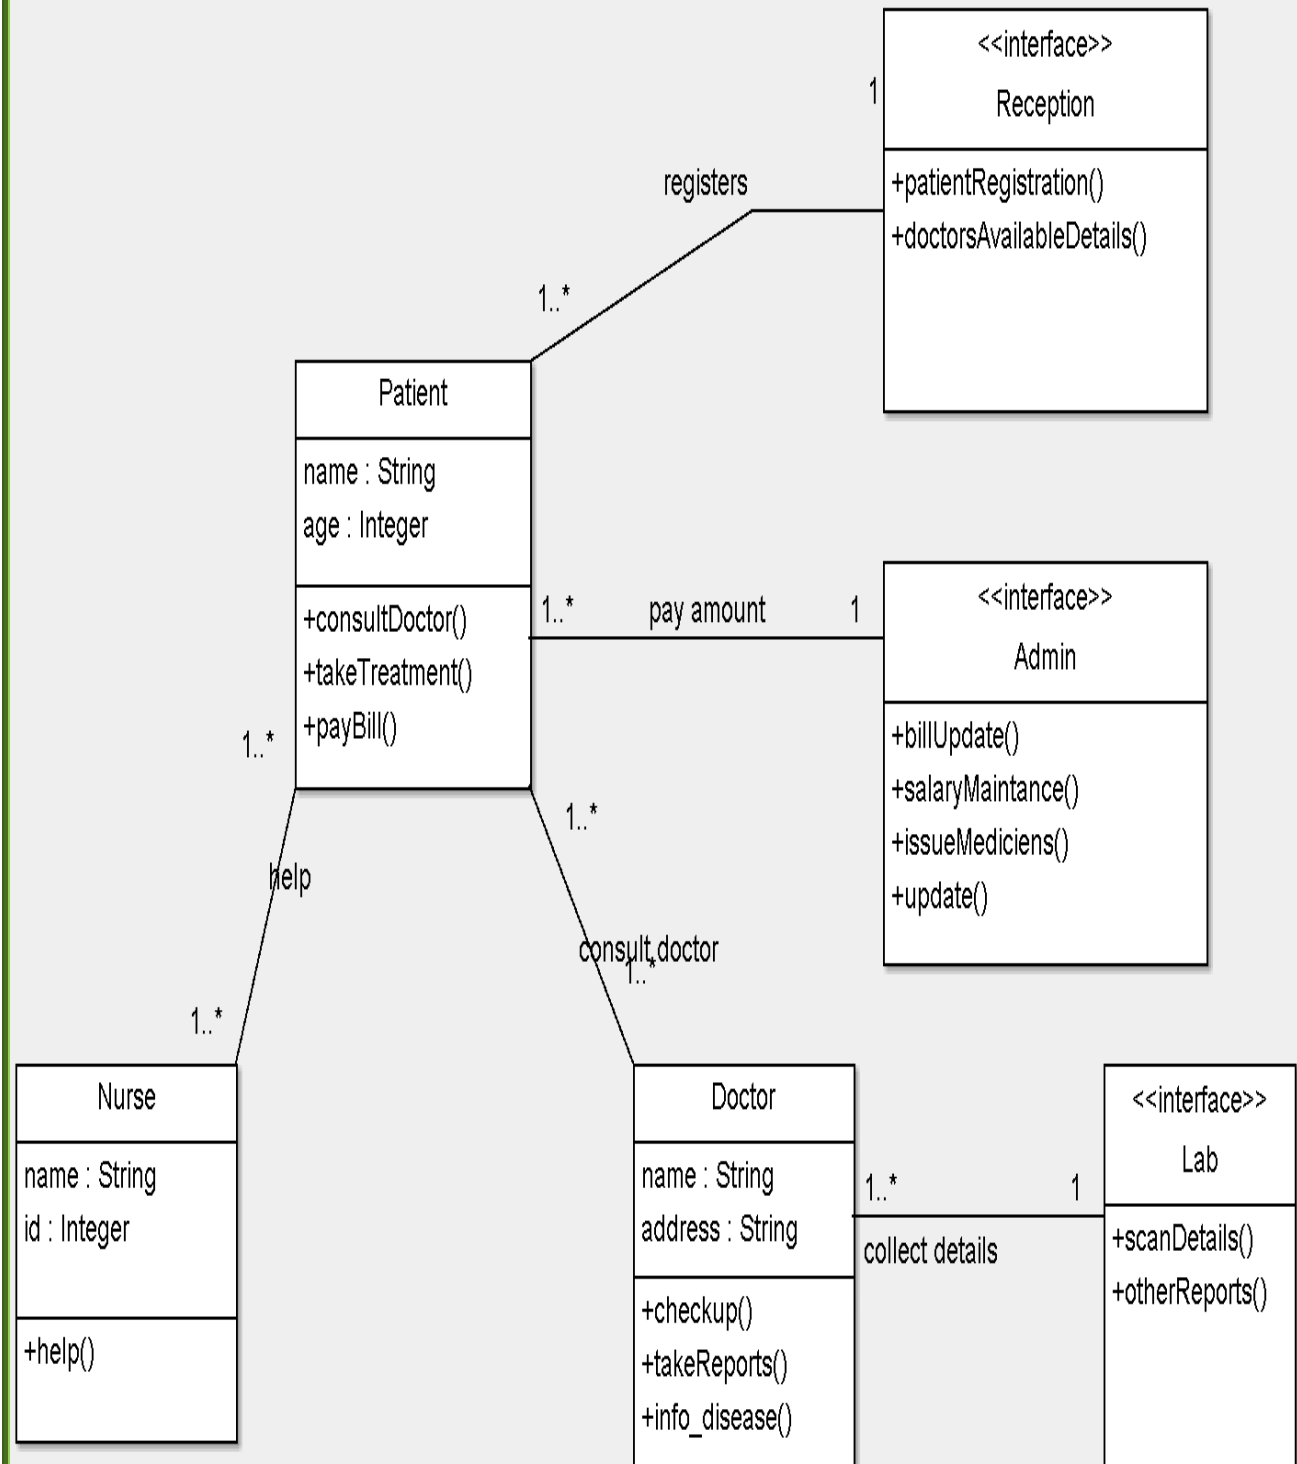 <<interface>>
Reception
1
+patientRegistration()
+doctorsAvailableDetails()
registers
1..*
Patient
name : String
age : Integer
+consultDoctor()
+takeTreatment()
+payBill()
1..*
pay amount
1
<<interface>>
Admin
+billUpdate()
+salaryMaintance()
+issueMediciens()
+update()
1..*
help
1..*
1..*
consult doctor
1..*
Nurse
name : String
id : Integer
+help()
Doctor
name : String
address : String
+checkup()
+takeReports()
+info_disease()
1..*
1
collect details
<<interface>>
Lab
+scanDetails()
+otherReports()